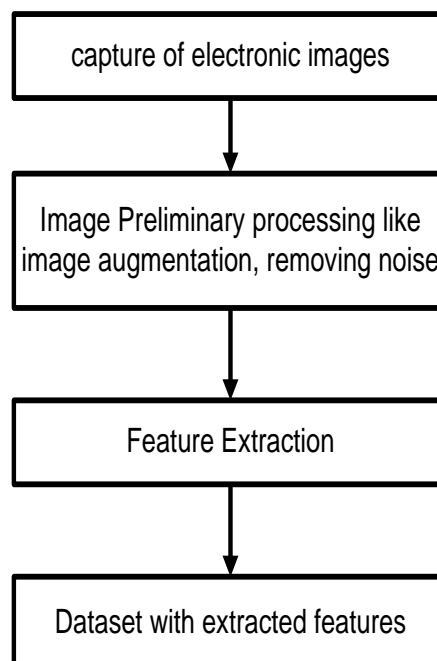 capture of electronic images
Image Preliminary processing like
image augmentation, removing noise
Feature Extraction
Dataset with extracted features